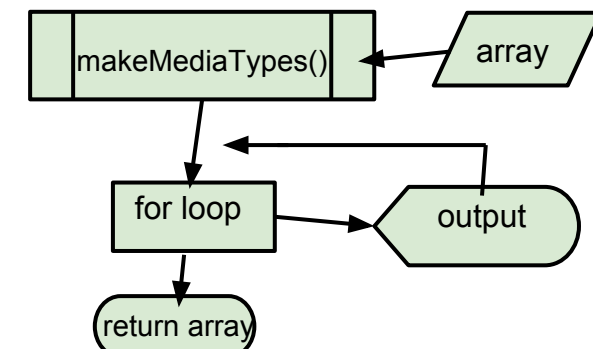 makeMediaTypes()
array
for loop
output
return array